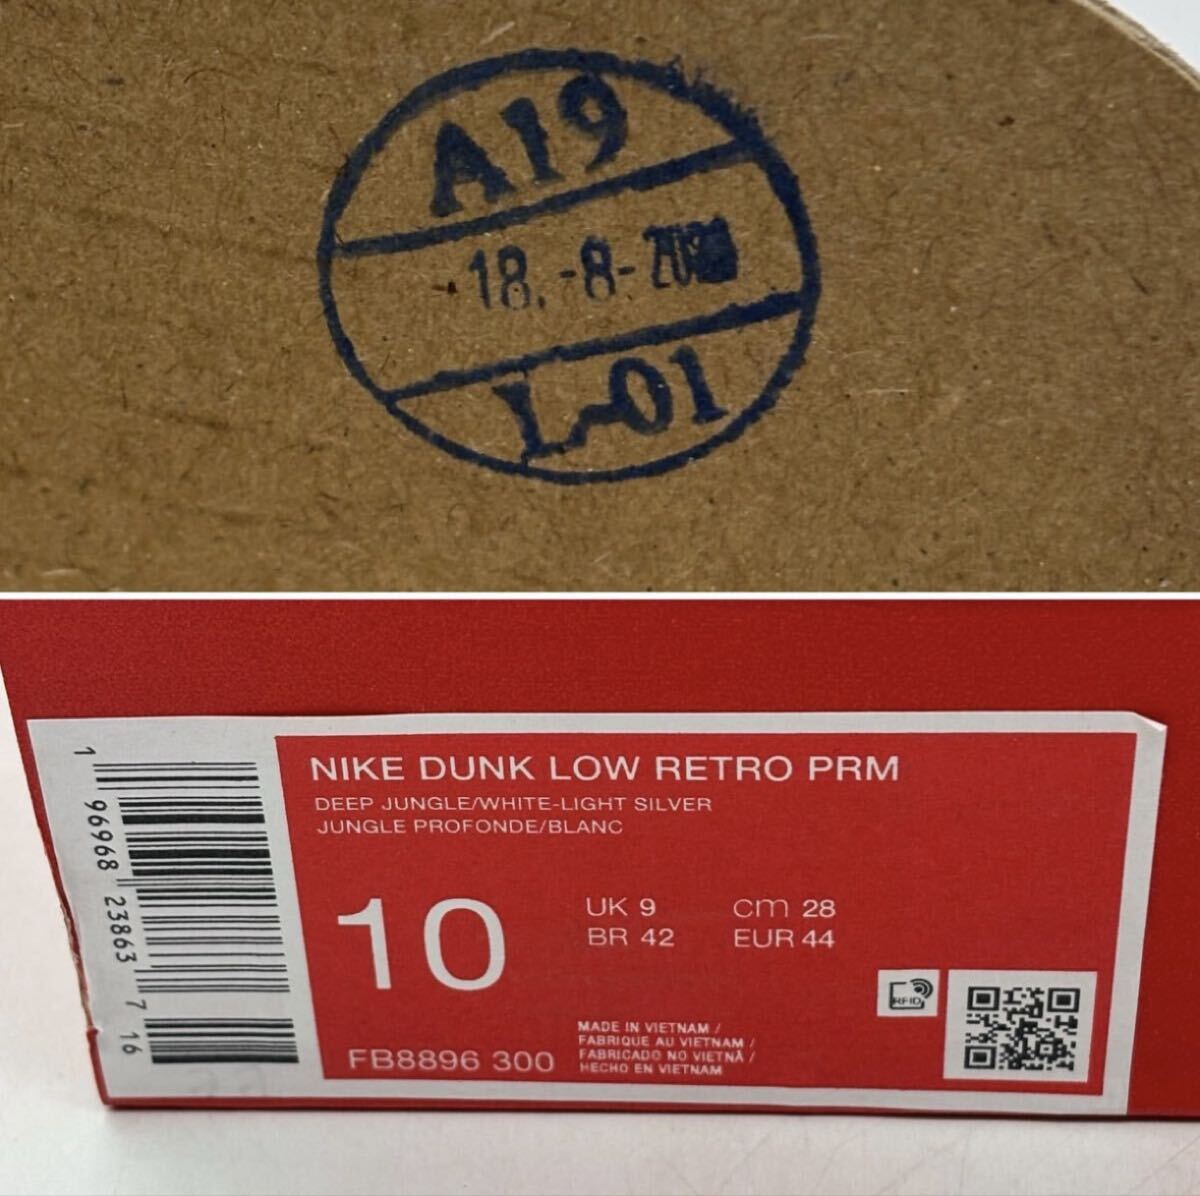 A19
18.-8-
L-01
NIKE DUNK LOW RETRO PRM
DEEP JUNGLE/WHITE-LIGHT SILVER
JUNGLE PROFONDE/BLANC
10
UK 9
cm 28
BR 42
EUR 44
RFID
FB8896 300
MADE IN VIETNAM /
FABRIQUE AU VIETNAM /
FABRICADO NO VIETNÃ /
HECHO EN VIETNAM
1 96968 23863 7 16